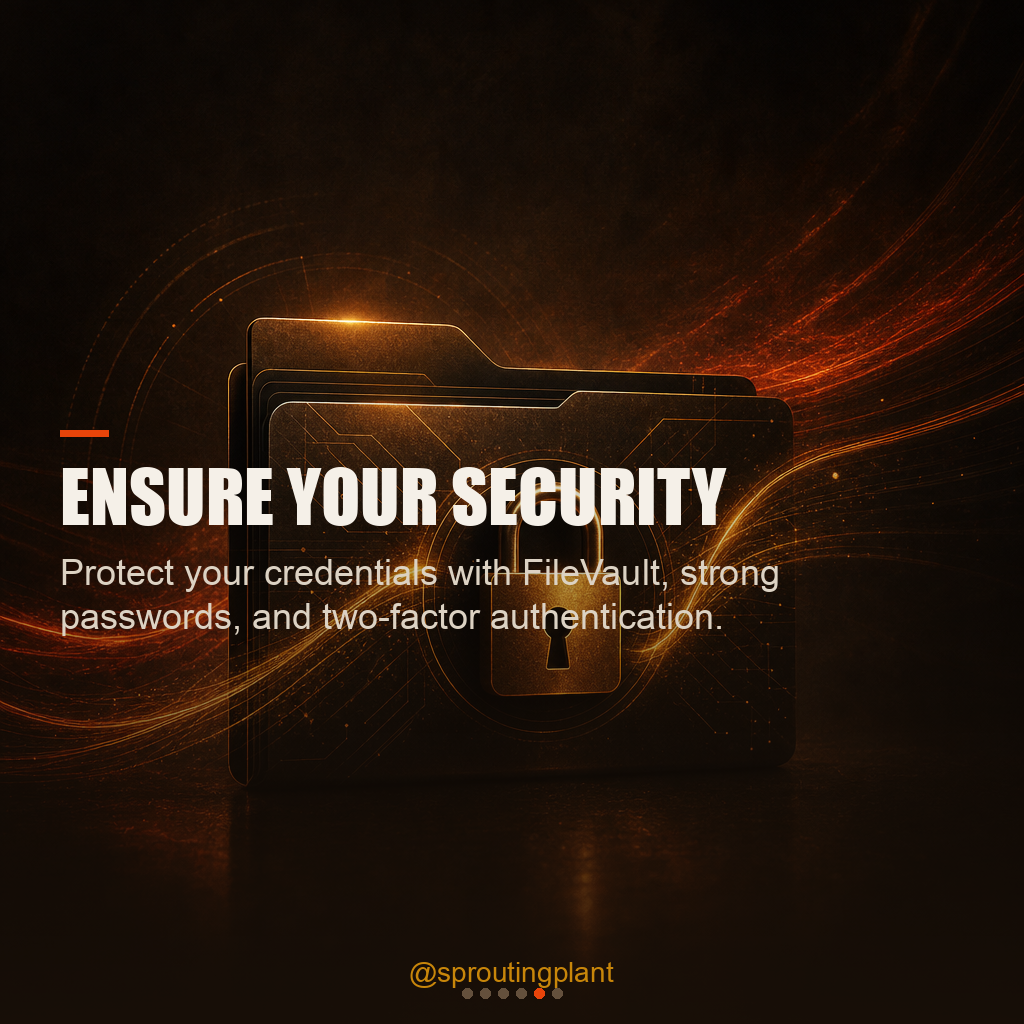 ENSURE YOUR SECURITY
Protect your credentials with FileVault, strong
passwords, and two-factor authentication.
@sproutingplant